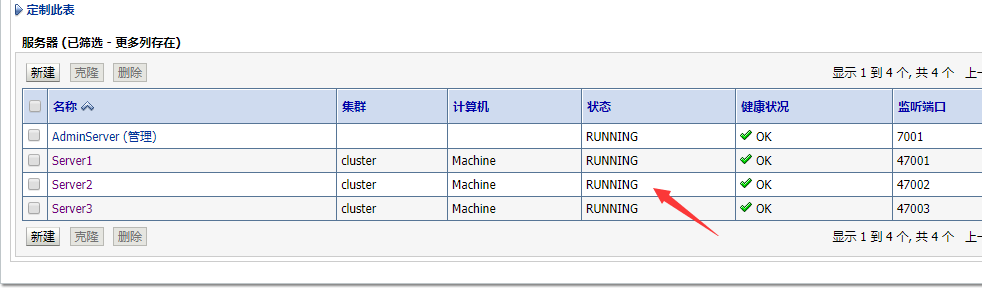 定制此表
服务器 (已筛选 - 更多列存在)
新建 克隆 删除 显示 1 到 4 个, 共 4 个 上一
名称 集群 计算机 状态 健康状况 监听端口
AdminServer (管理) RUNNING OK 7001
Server1 cluster Machine RUNNING OK 47001
Server2 cluster Machine RUNNING OK 47002
Server3 cluster Machine RUNNING OK 47003
新建 克隆 删除 显示 1 到 4 个, 共 4 个 上一